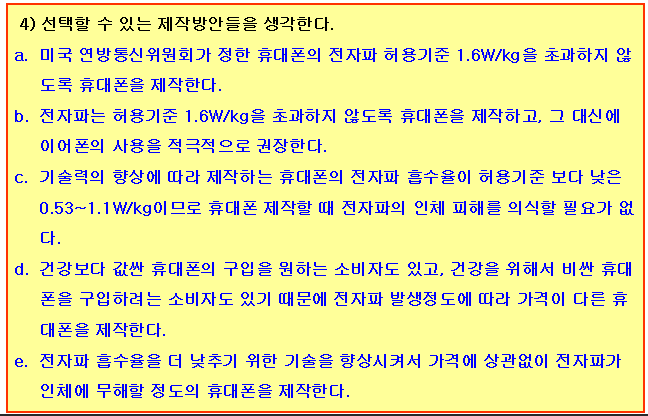 4) 선택할 수 있는 제작방안들을 생각한다.
a. 미국 연방통신위원회가 정한 휴대폰의 전자파 허용기준 1.6W/kg을 초과하지 않
도록 휴대폰을 제작한다.
b. 전자파는 허용기준 1.6W/kg을 초과하지 않도록 휴대폰을 제작하고, 그 대신에
이어폰의 사용을 적극적으로 권장한다.
c. 기술력의 향상에 따라 제작하는 휴대폰의 전자파 흡수율이 허용기준 보다 낮은
0.53~1.1W/kg이므로 휴대폰 제작할 때 전자파의 인체 피해를 의식할 필요가 없
다.
d. 건강보다 값싼 휴대폰의 구입을 원하는 소비자도 있고, 건강을 위해서 비싼 휴대
폰을 구입하려는 소비자도 있기 때문에 전자파 발생정도에 따라 가격이 다른 휴
대폰을 제작한다.
e. 전자파 흡수율을 더 낮추기 위한 기술을 향상시켜서 가격에 상관없이 전자파가
인체에 무해할 정도의 휴대폰을 제작한다.